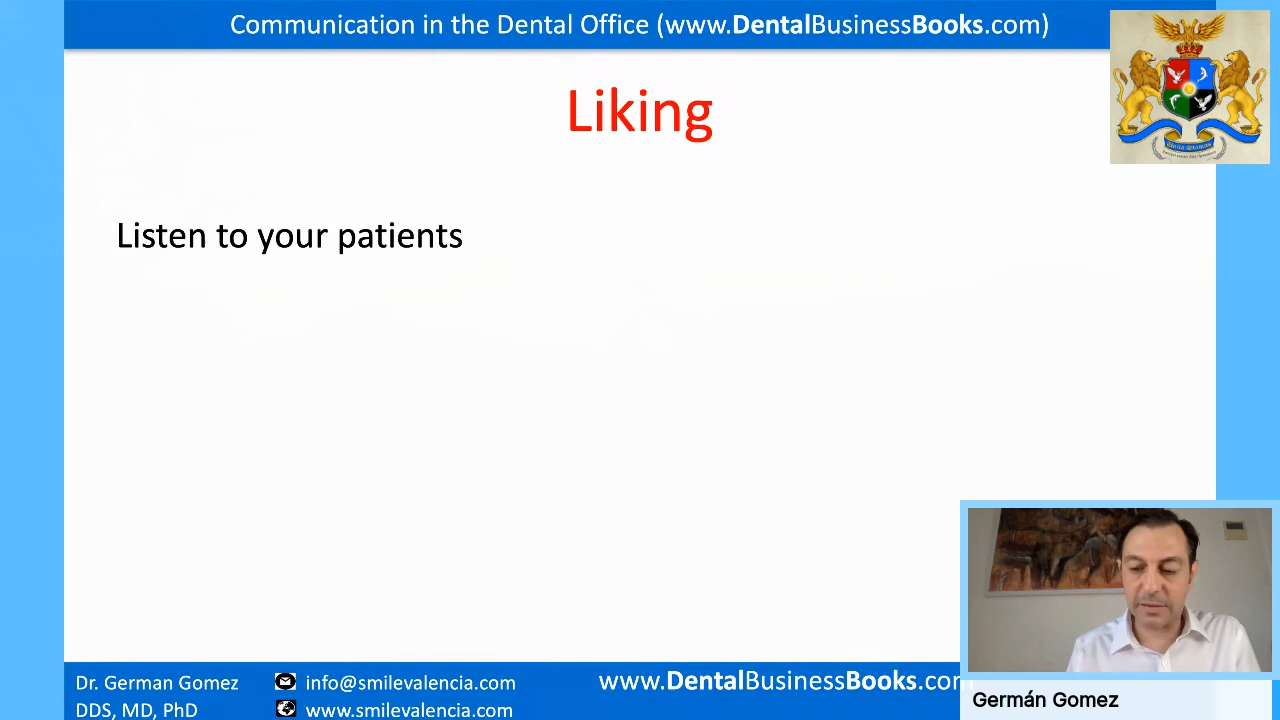 Communication in the Dental Office (www.DentalBusinessBooks.com)
Liking
Listen to your patients
Dr. German Gomez
DDS, MD, PhD
info@smilevalencia.com
www.smilevalencia.com
www.DentalBusinessBooks.com
Germán Gomez